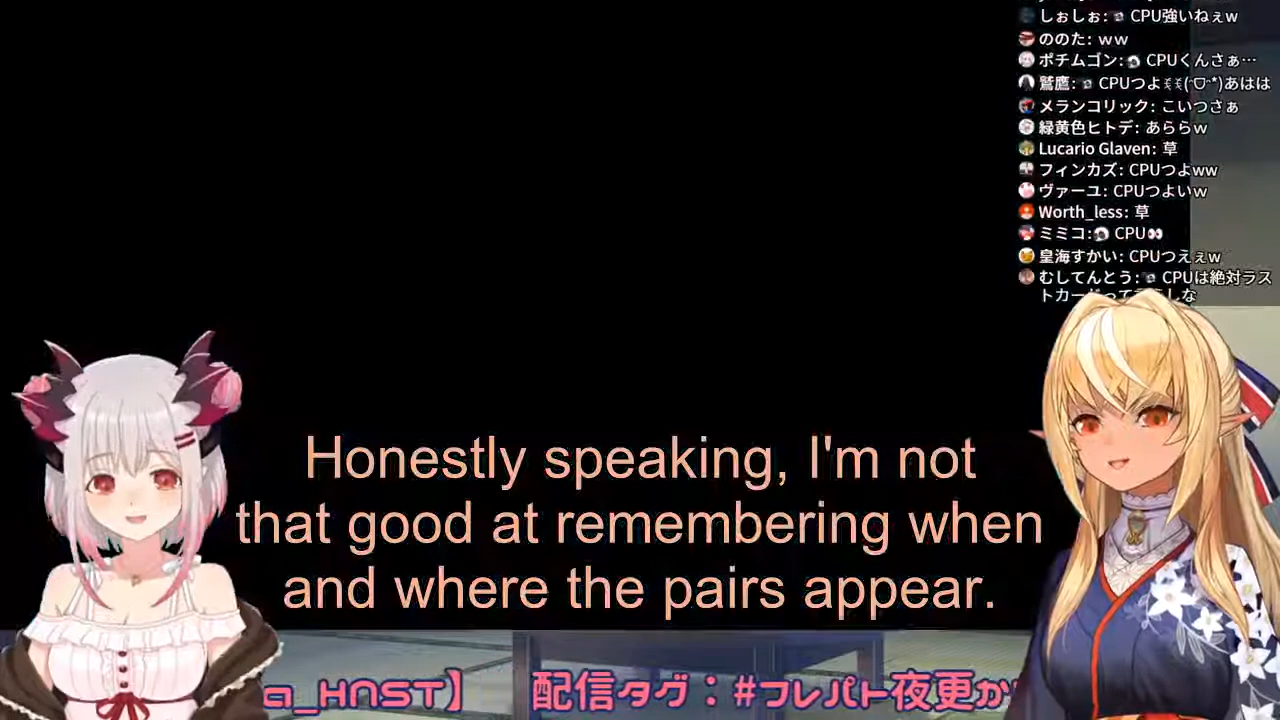 しぉしぉ: CPU強いねぇw
ののた: ww
ポチムゴン: CPUくんさぁ…
鷲鷹: CPUつよ あはは
メランコリック: こいつさぁ
緑黄色ヒトデ: あららw
Lucario Glaven: 草
フィンカズ: CPUつよww
ヴァーユ: CPUつよいw
Worth_less: 草
ミミコ: CPU👀
皇海すかい: CPUつえぇw
むしてんとう: CPUは絶対ラス
トカー
Honestly speaking, I'm not
that good at remembering when
and where the pairs appear.
a_HNST】 配信タグ：#フレパト夜更か